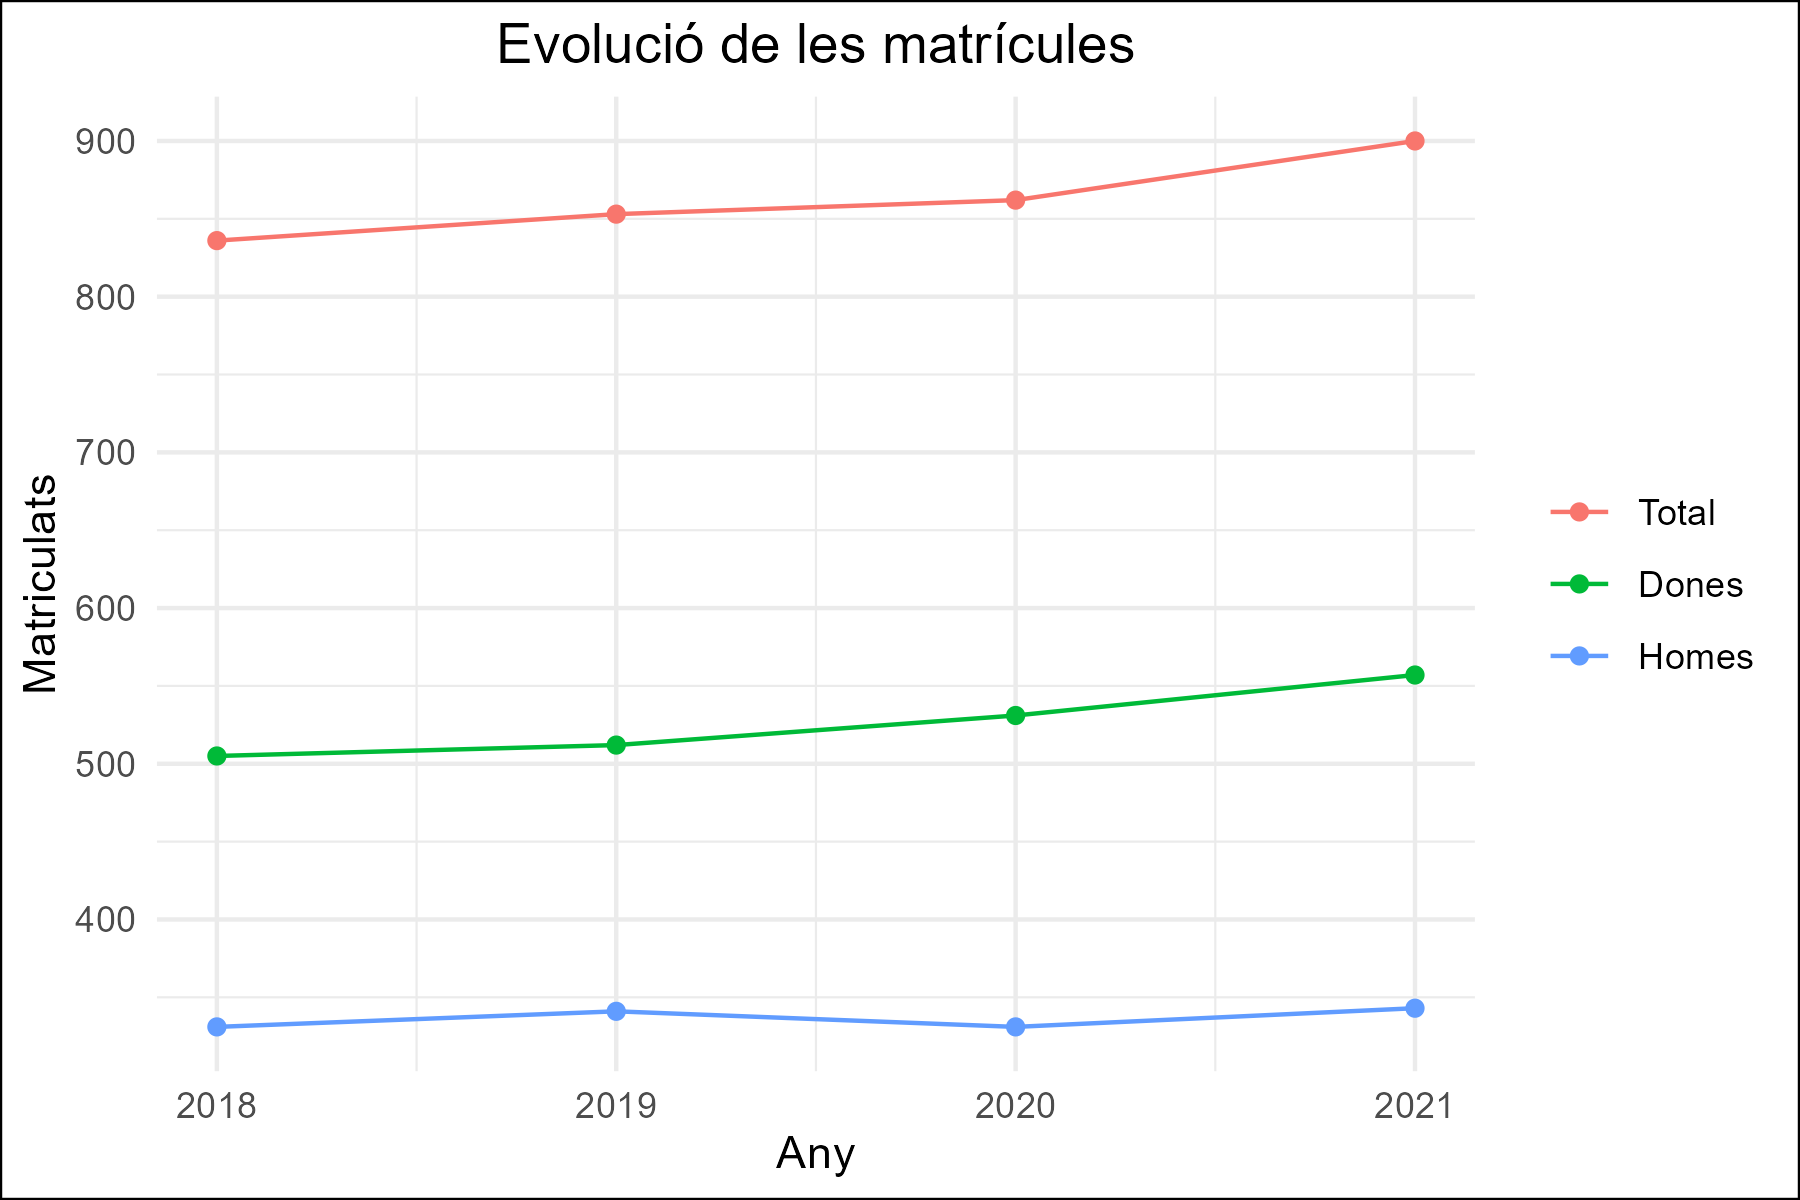 Evolució de les matrícules
900
800
700
600
500
400
Matriculats
2018
2019
2020
2021
Any
Total
Dones
Homes